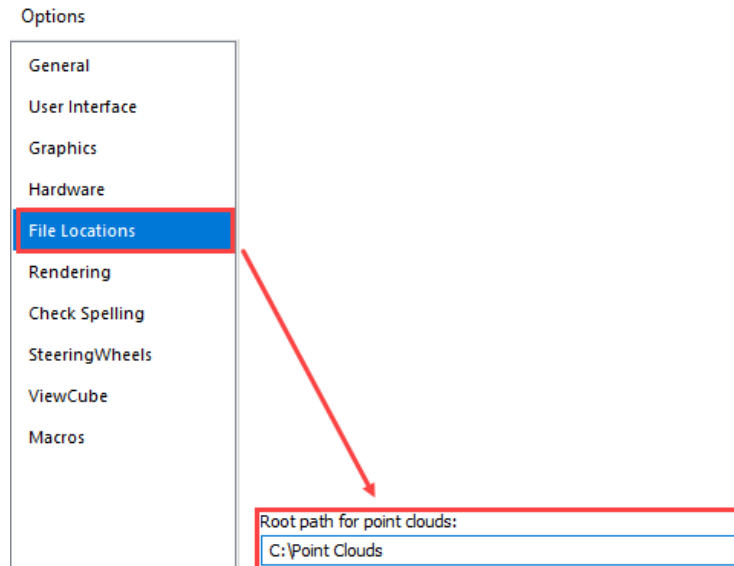 Options
General
User Interface
Graphics
Hardware
File Locations
Rendering
Check Spelling
SteeringWheels
ViewCube
Macros
Root path for point clouds:
C:\Point Clouds